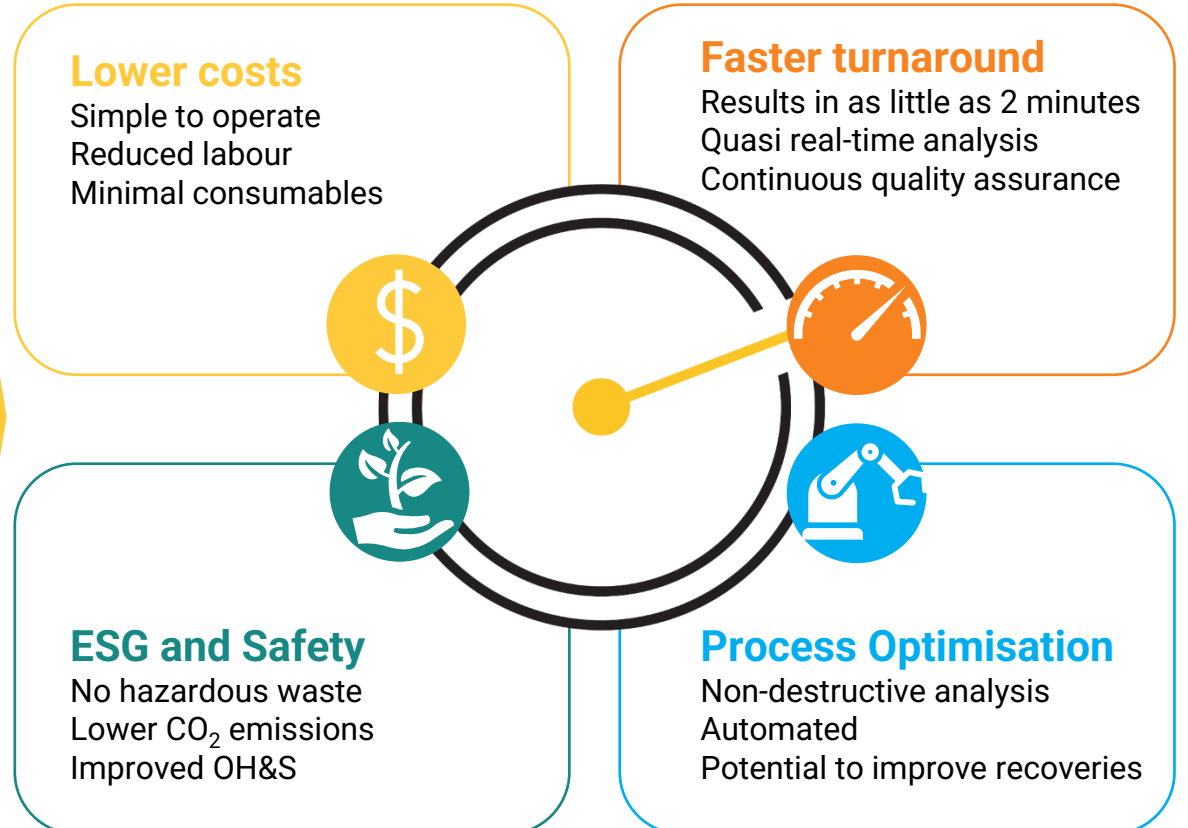 Lower costs
Simple to operate
Reduced labour
Minimal consumables
Faster turnaround
Results in as little as 2 minutes
Quasi real-time analysis
Continuous quality assurance
$
ESG and Safety
No hazardous waste
Lower CO₂ emissions
Improved OH&S
Process Optimisation
Non-destructive analysis
Automated
Potential to improve recoveries